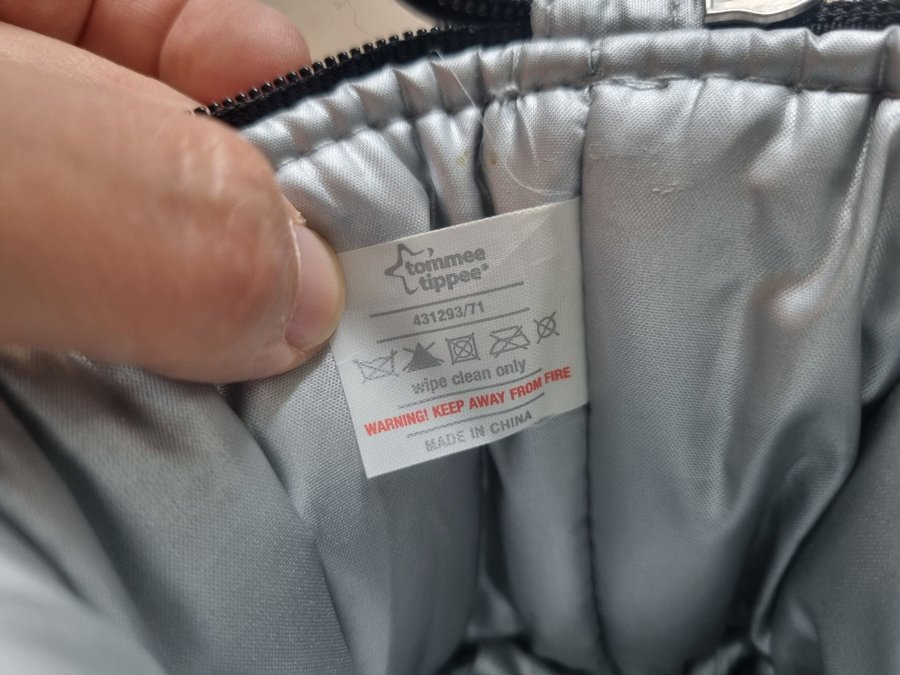 tommee
tippee®
431293/71
wipe clean only
WARNING! KEEP AWAY FROM FIRE
MADE IN CHINA